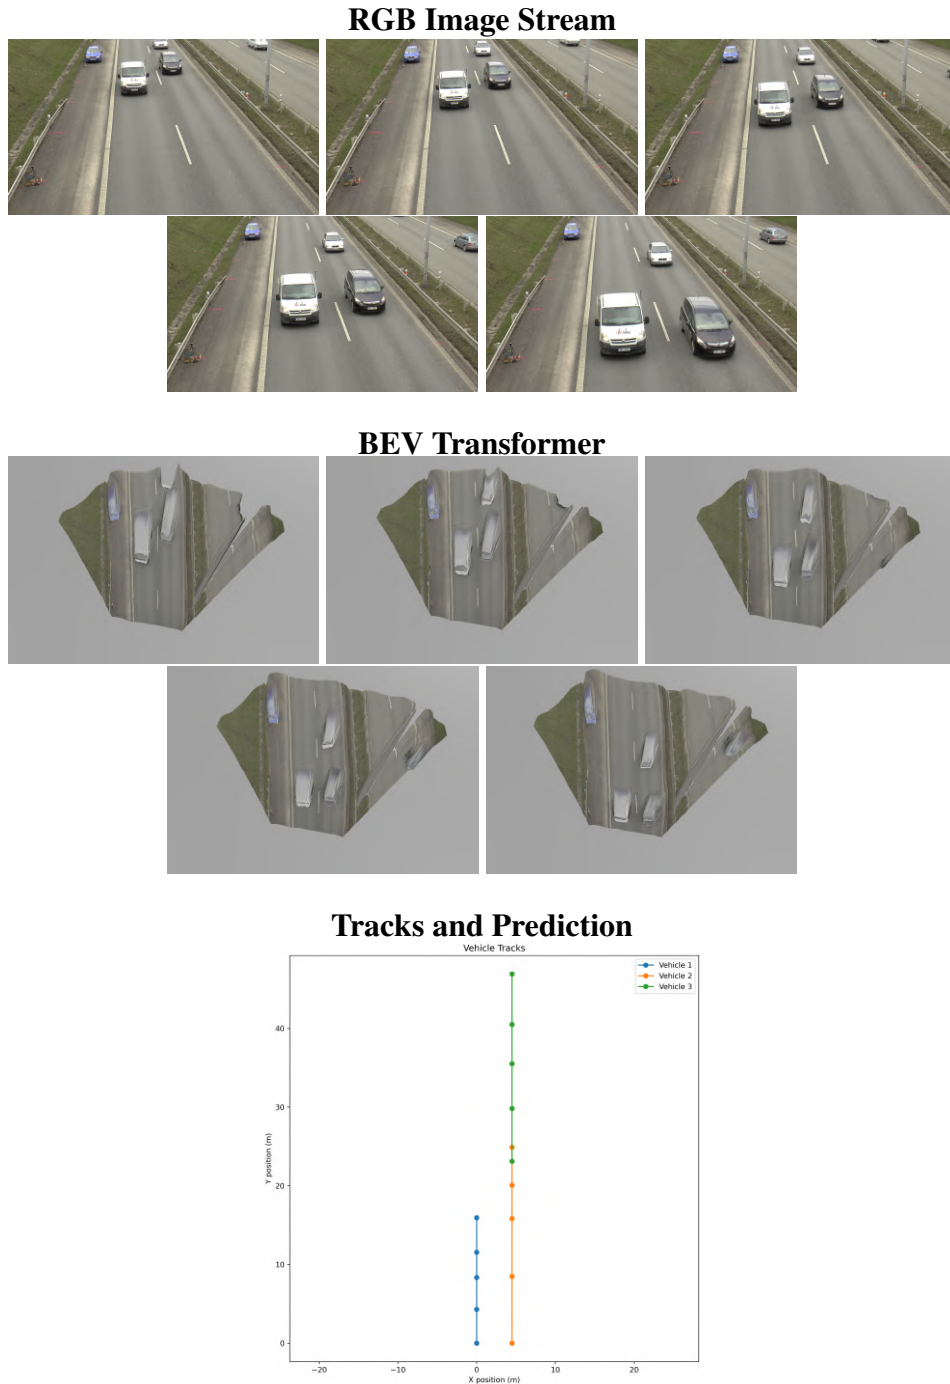 RGB Image Stream
BEV Transformer
Tracks and Prediction
Vehicle Tracks
Vehicle 1
Vehicle 2
Vehicle 3
Y position (m)
40
30
20
10
0
−20
−10
0
10
20
X position (m)